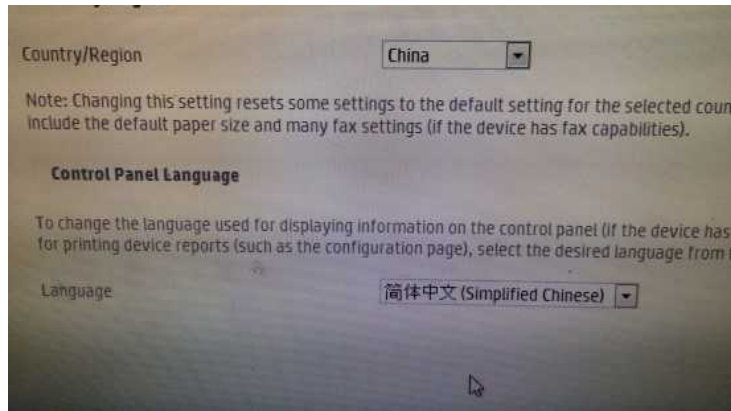 Country/Region China
Note: Changing this setting resets some settings to the default setting for the selected coun
include the default paper size and many fax settings (if the device has fax capabilities).
Control Panel Language
To change the language used for displaying information on the control panel (if the device has
for printing device reports (such as the configuration page), select the desired language from
Language 简体中文 (Simplified Chinese)